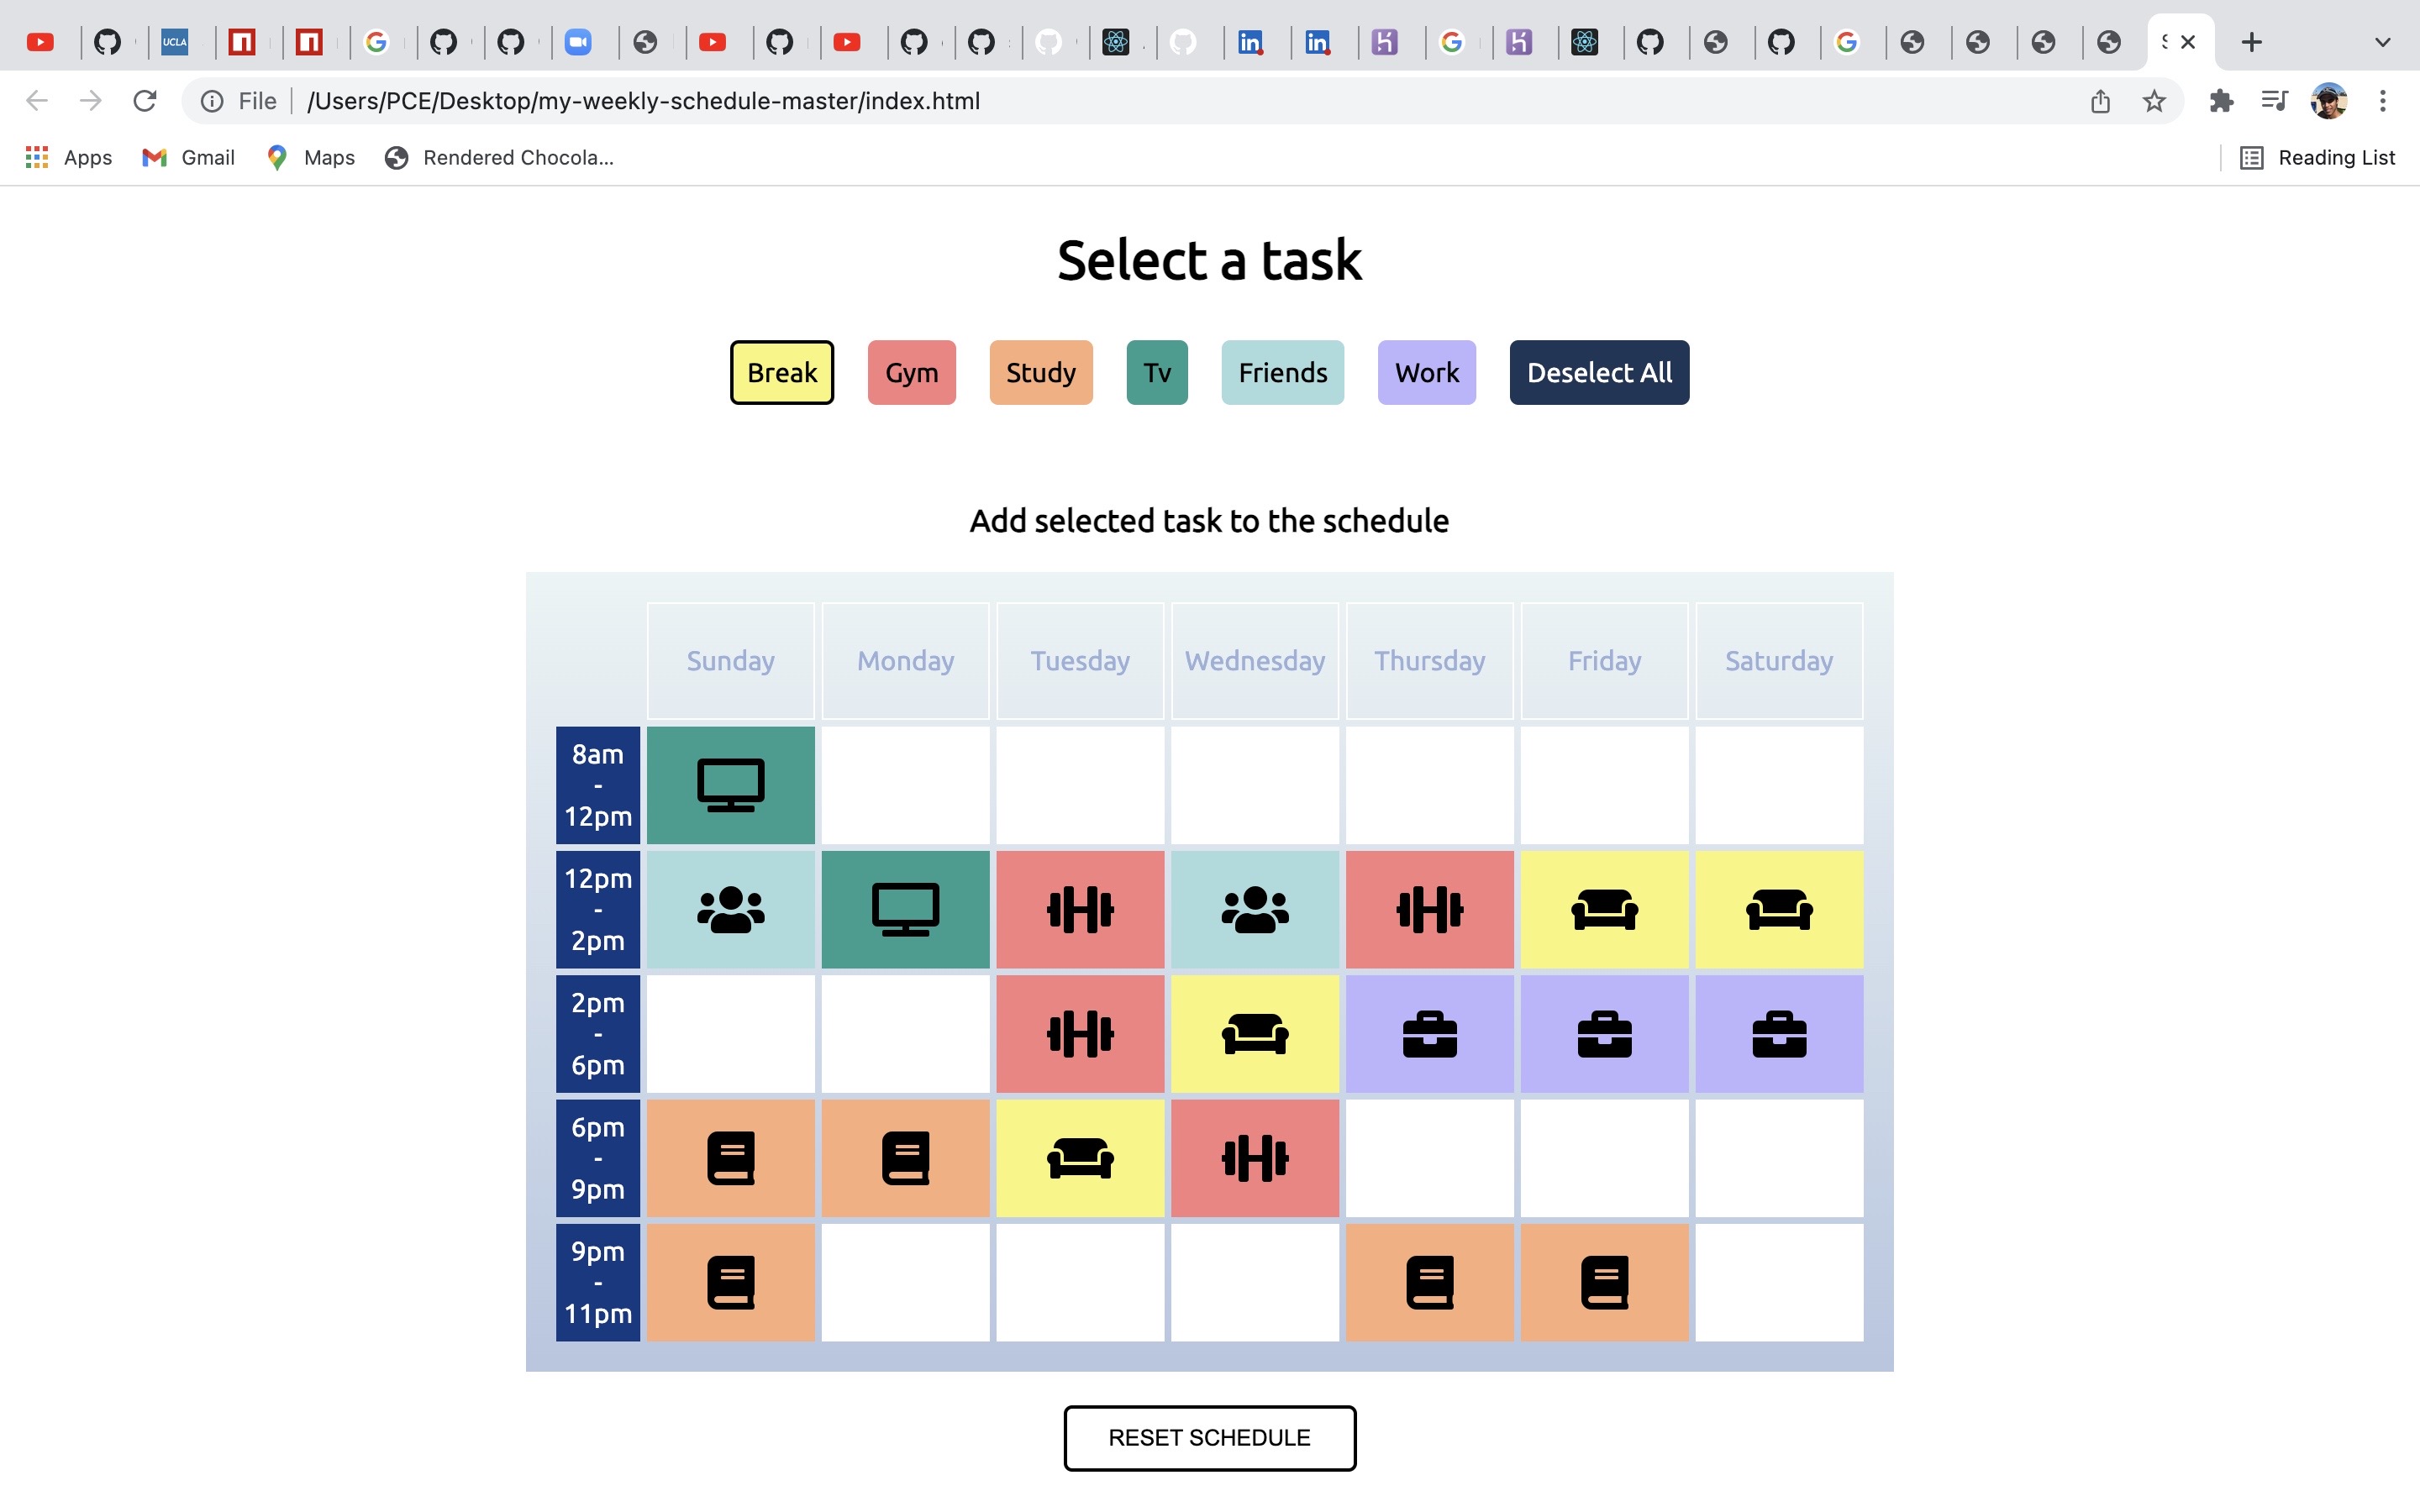 UCLA
File /Users/PCE/Desktop/my-weekly-schedule-master/index.html
Apps Gmail Maps Rendered Chocola... Reading List
Select a task
Break Gym Study Tv Friends Work Deselect All
Add selected task to the schedule
Sunday Monday Tuesday Wednesday Thursday Friday Saturday
8am
-
12pm
12pm
-
2pm
2pm
-
6pm
6pm
-
9pm
9pm
-
11pm
RESET SCHEDULE